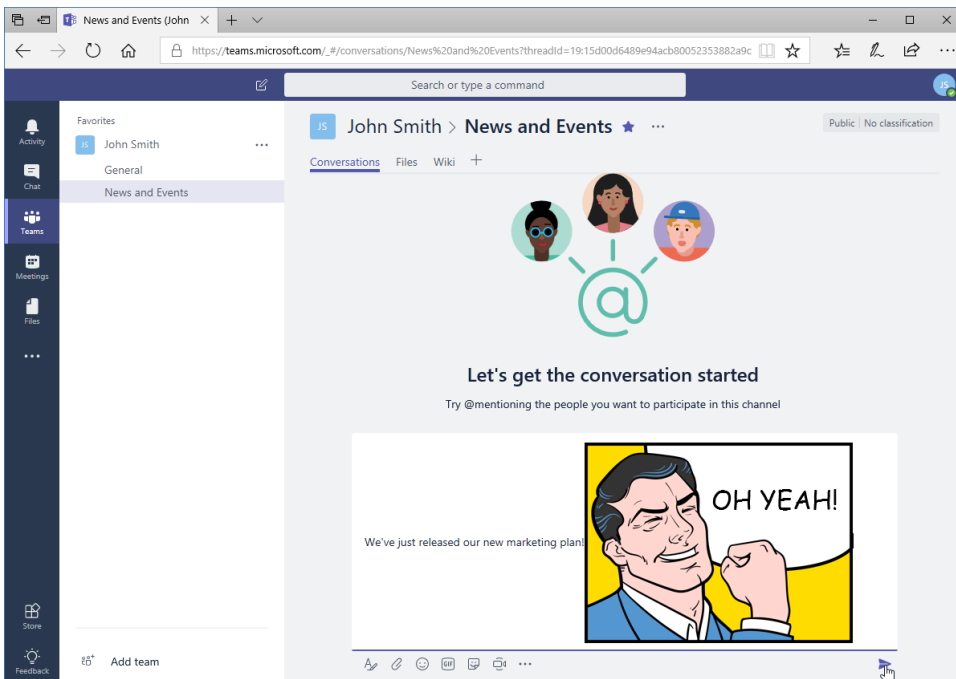 News and Events (John
https://teams.microsoft.com/_#/conversations/News%20and%20Events?threadId=19:15d00d6489e94acb80052353882a9c
Search or type a command
JS
Activity
Chat
Teams
Meetings
Files
Store
Feedback
Favorites
JS John Smith
General
News and Events
Add team
JS John Smith > News and Events
Public No classification
Conversations Files Wiki
@
Let's get the conversation started
Try @mentioning the people you want to participate in this channel
We've just released our new marketing plan!
OH YEAH!
GIF